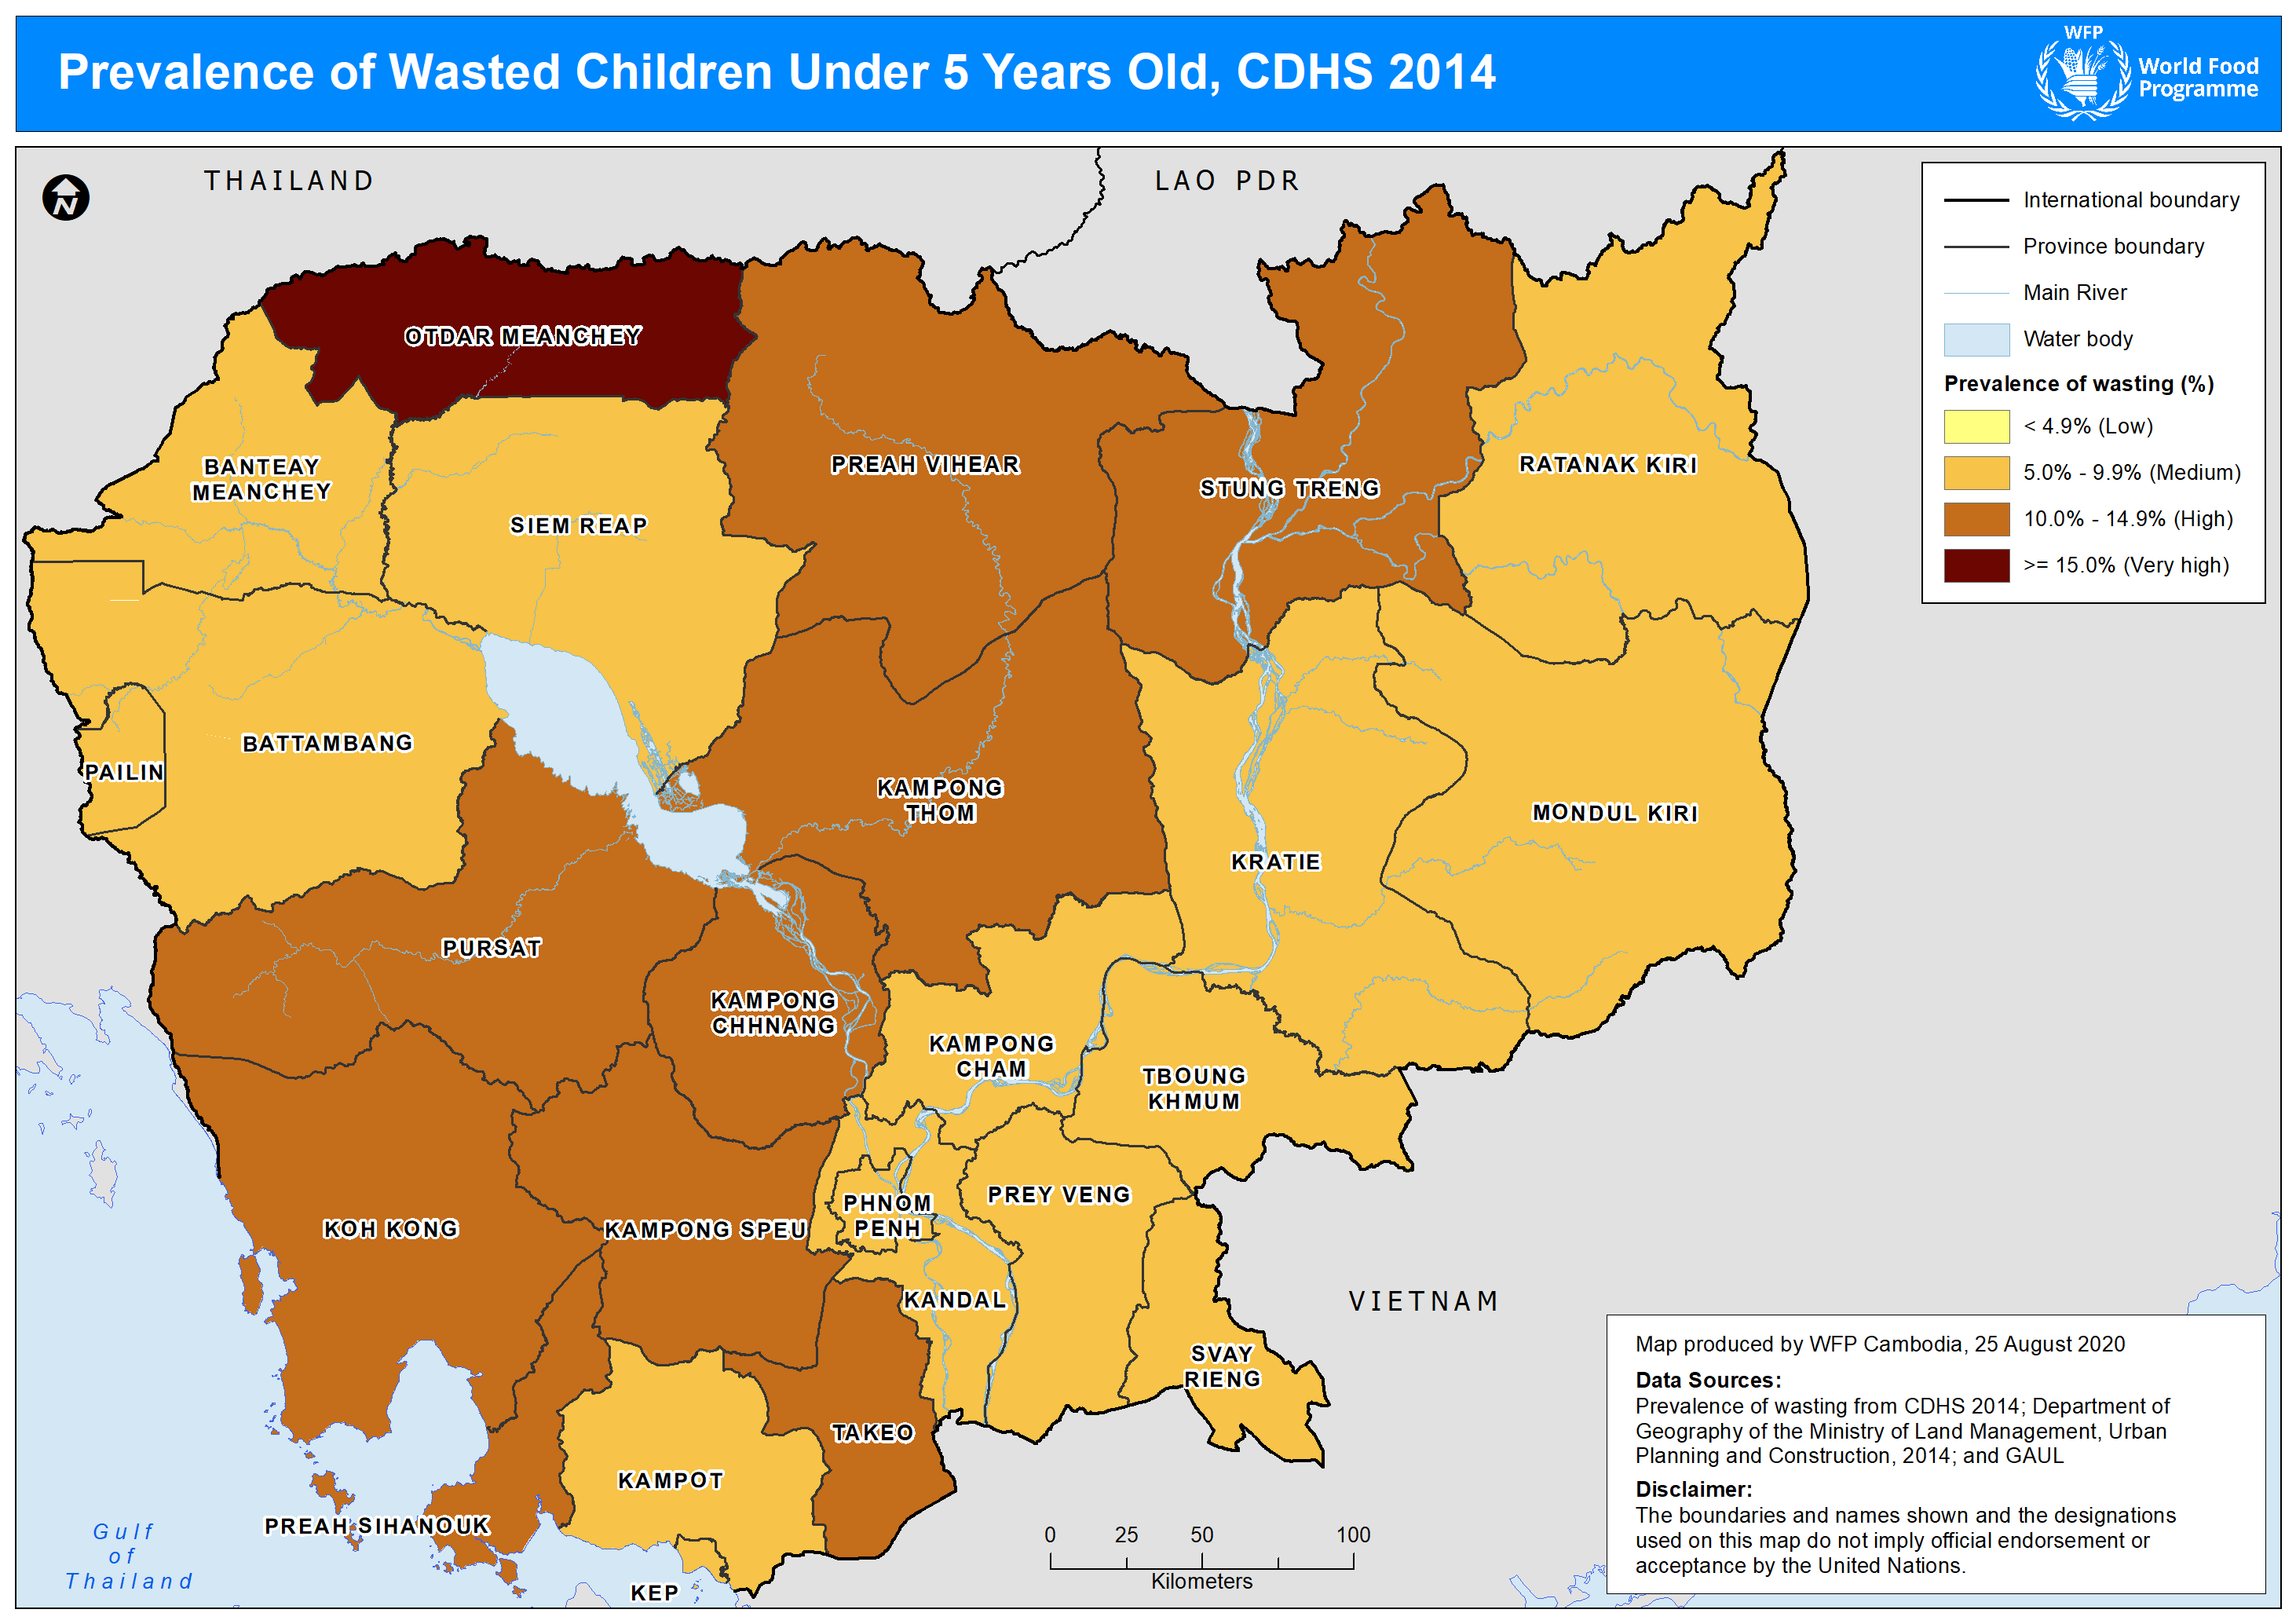 Prevalence of Wasted Children Under 5 Years Old, CDHS 2014
WFP
World Food
Programme
THAILAND
LAO PDR
N
International boundary
Province boundary
Main River
Water body
Prevalence of wasting (%)
< 4.9% (Low)
5.0% - 9.9% (Medium)
10.0% - 14.9% (High)
>= 15.0% (Very high)
OTDAR MEANCHEY
BANTEAY
MEANCHEY
SIEM REAP
PREAH VIHEAR
STUNG TRENG
RATANAK KIRI
BATTAMBANG
PAILIN
KAMPONG
THOM
MONDUL KIRI
KRATIE
PURSAT
KAMPONG
CHHNANG
KAMPONG
CHAM
TBOUNG
KHMUM
PHNOM
PENH
PREY VENG
KOH KONG
KAMPONG SPEU
KANDAL
VIETNAM
SVAY
RIENG
TAKEO
KAMPOT
PREAH SIHANOUK
KEP
Gulf
of
Thailand
0 25 50 100
Kilometers
Map produced by WFP Cambodia, 25 August 2020
Data Sources:
Prevalence of wasting from CDHS 2014; Department of
Geography of the Ministry of Land Management, Urban
Planning and Construction, 2014; and GAUL
Disclaimer:
The boundaries and names shown and the designations
used on this map do not imply official endorsement or
acceptance by the United Nations.